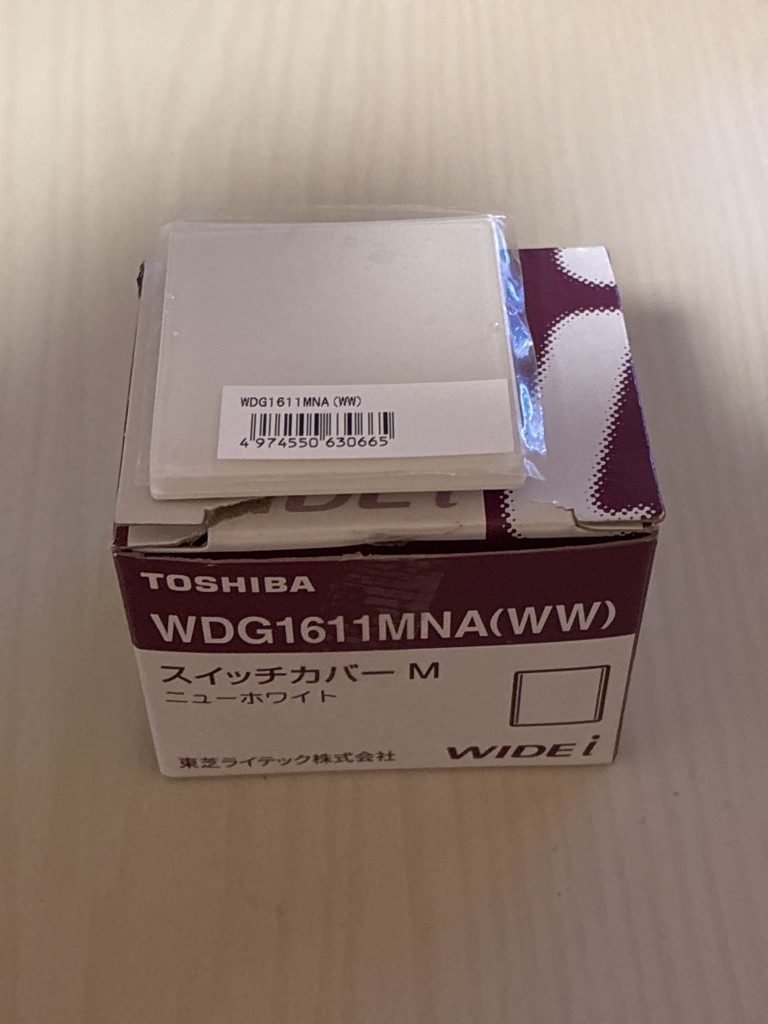 WDG1611MNA(WW)
4 974550 630665
WIDEi
TOSHIBA
WDG1611MNA(WW)
スイッチカバー M
ニューホワイト
東芝ライテック株式会社
WIDE i